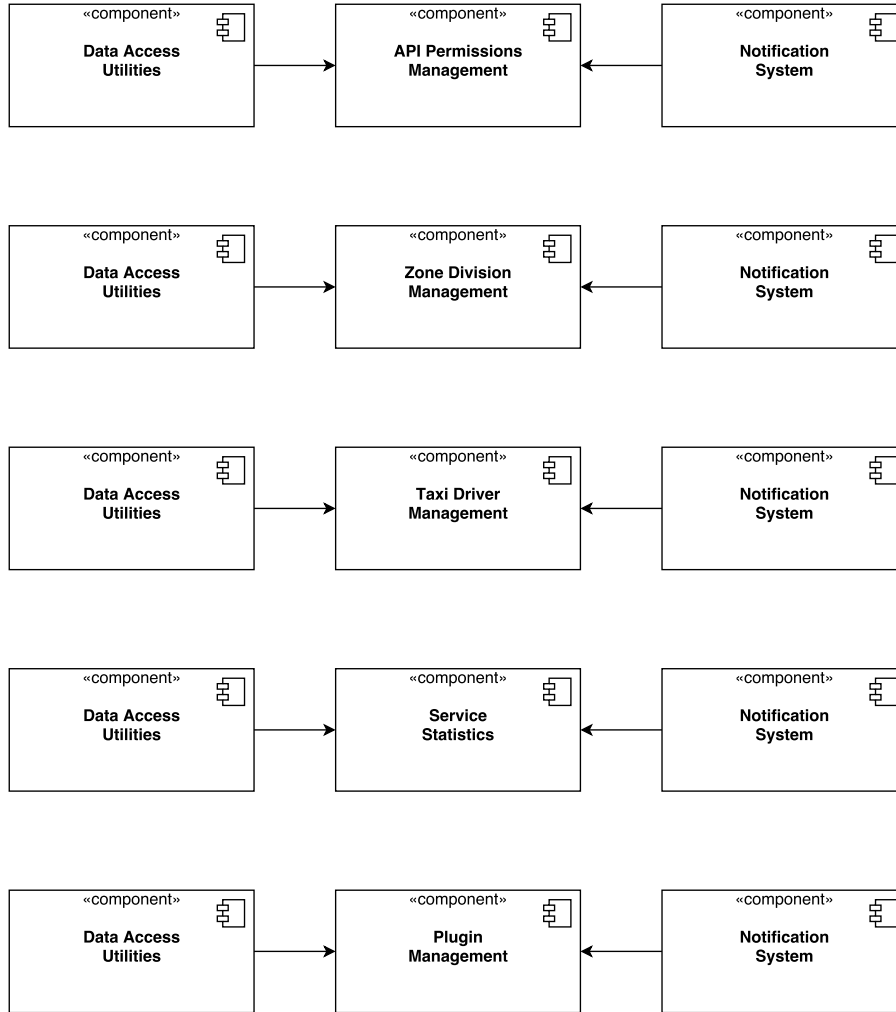 «component» «component» «component»
Data Access API Permissions Notification
Utilities Management System
«component» «component» «component»
Data Access Zone Division Notification
Utilities Management System
«component» «component» «component»
Data Access Taxi Driver Notification
Utilities Management System
«component» «component» «component»
Data Access Service Notification
Utilities Statistics System
«component» «component» «component»
Data Access Plugin Notification
Utilities Management System